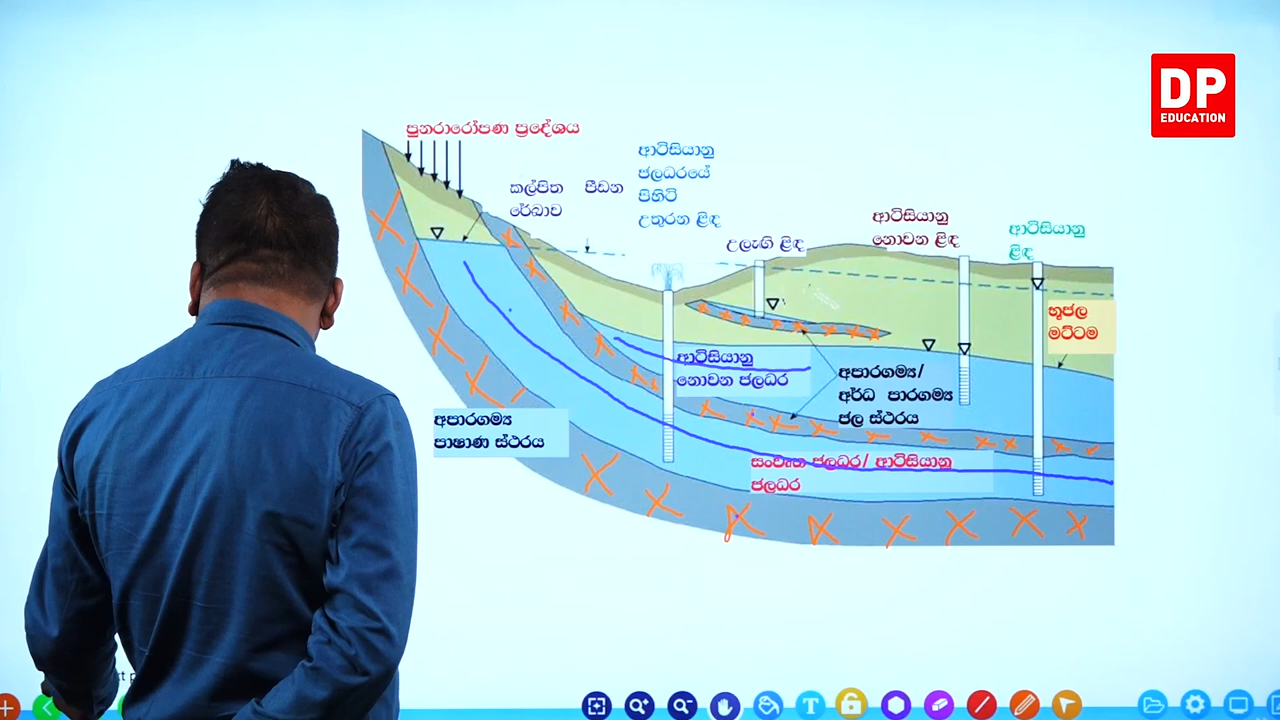 DP
EDUCATION
පුනරාරෝපණ ප්‍රදේශය
ආටිසියානු
ජලධරයේ
පිහිටි
උතුරන ළිඳ
කල්පිත පීඩන
රේඛාව
උලැඟි ළිඳ
ආටිසියානු
නොවන ළිඳ
ආටිසියානු
ළිඳ
භූජල
මට්ටම
ආටිසියානු
නොවන ජලධර
අපාරගම්‍ය/
අර්ධ පාරගම්‍ය
ජල ස්ථරය
අපාරගම්‍ය
පාෂාණ ස්ථරය
සංවෘත ජලධර/ ආටිසියානු
ජලධර